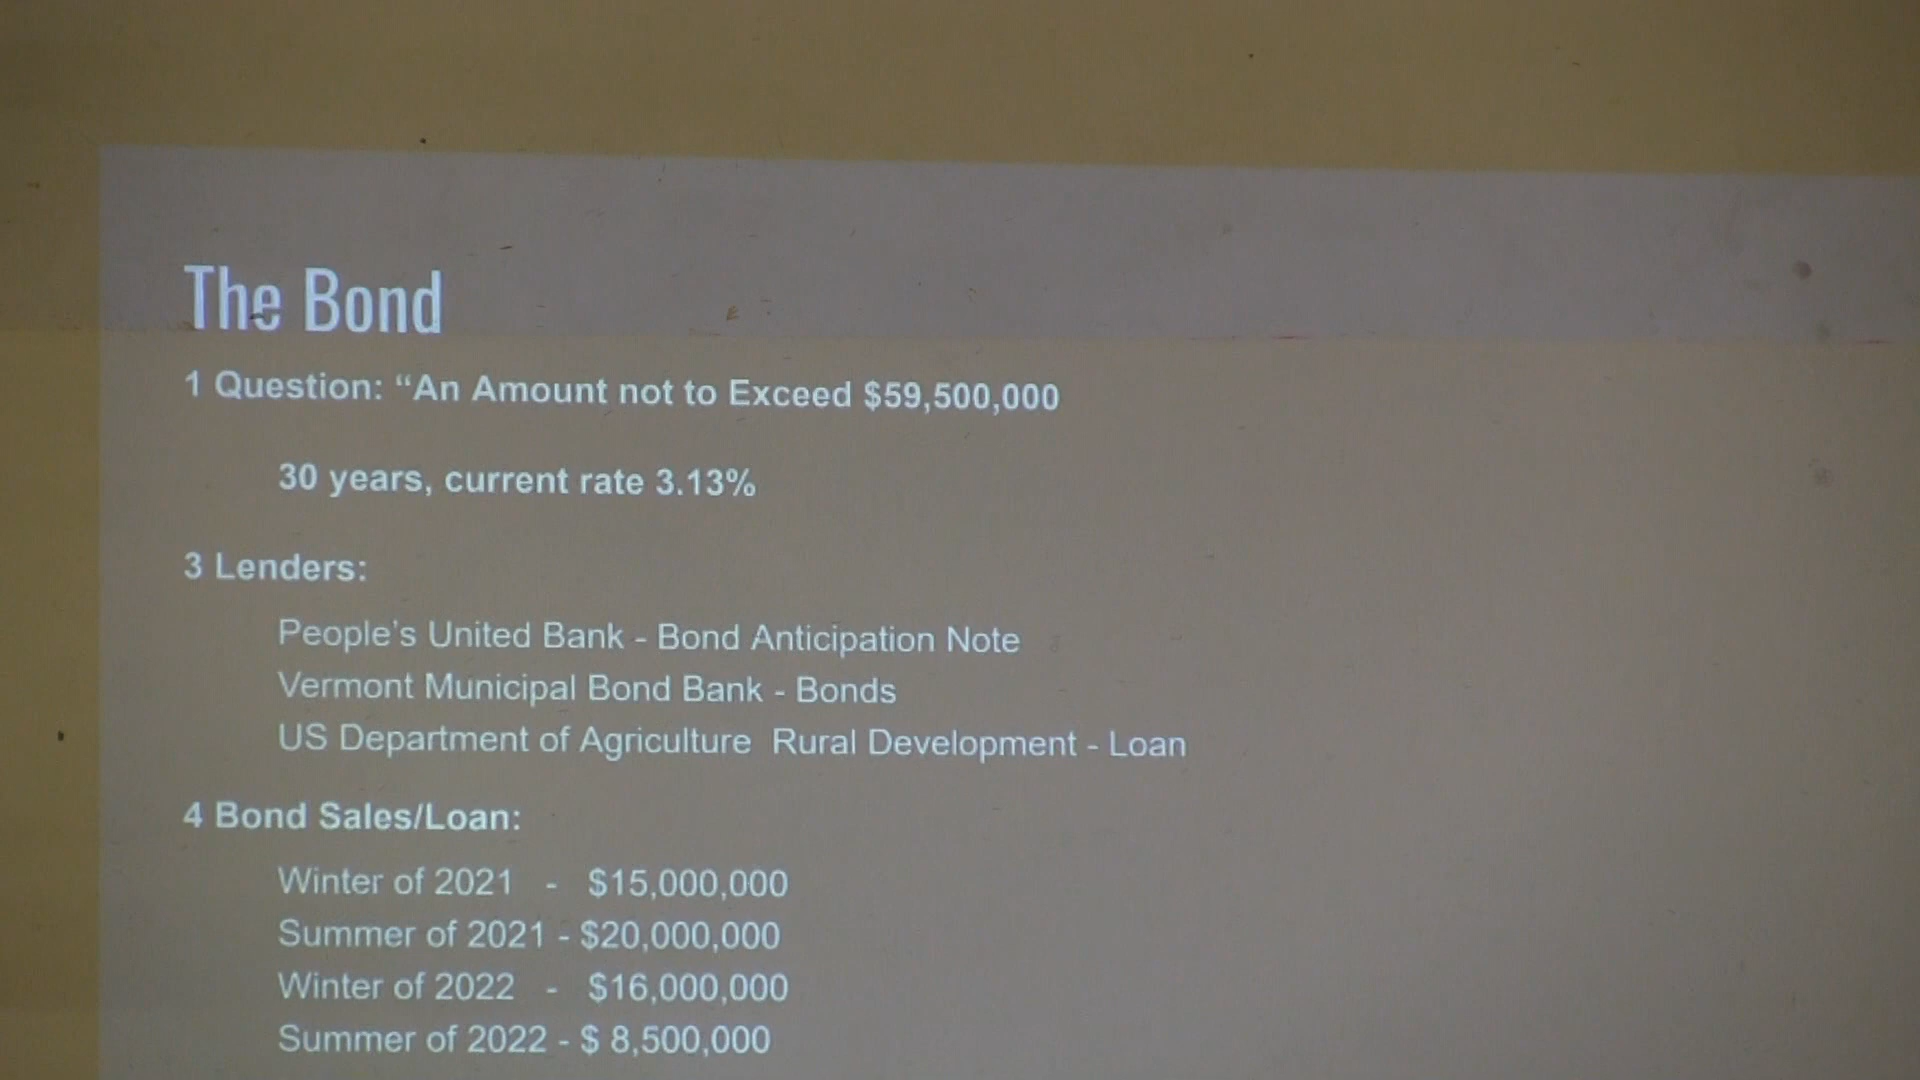 The Bond
1 Question: “An Amount not to Exceed $59,500,000
30 years, current rate 3.13%
3 Lenders:
People’s United Bank - Bond Anticipation Note
Vermont Municipal Bond Bank - Bonds
US Department of Agriculture  Rural Development - Loan
4 Bond Sales/Loan:
Winter of 2021 - $15,000,000
Summer of 2021 - $20,000,000
Winter of 2022 - $16,000,000
Summer of 2022 - $ 8,500,000